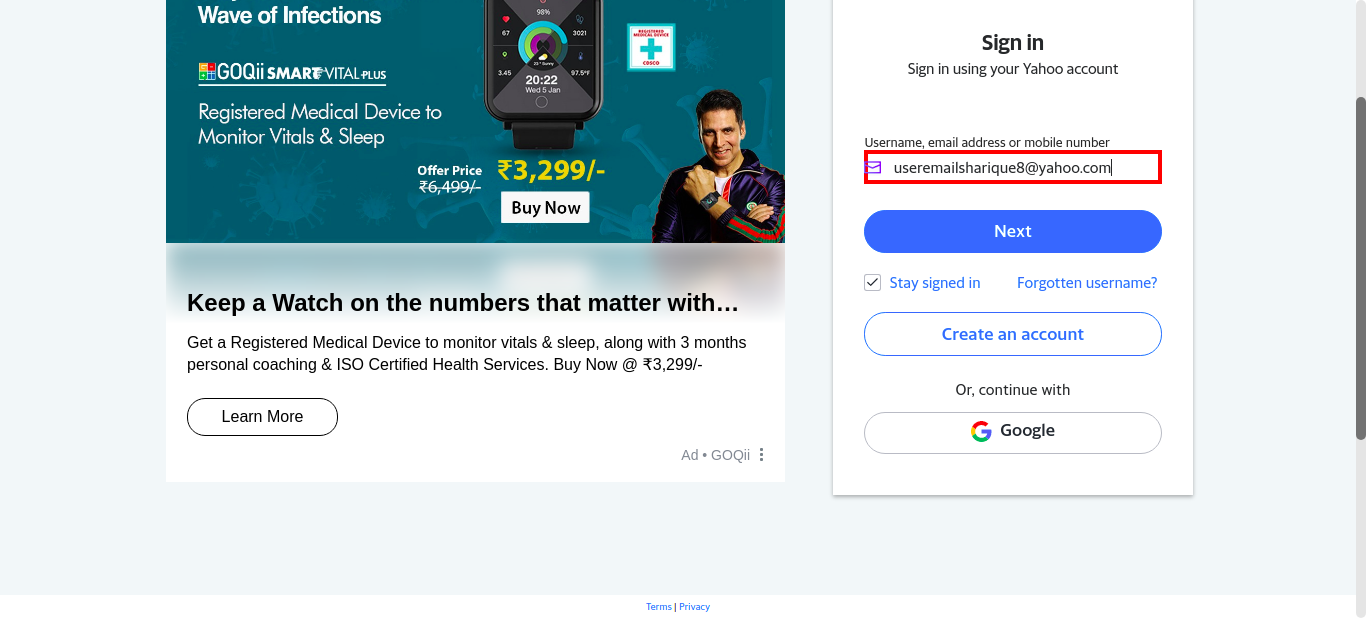 Wave of Infections
98%
67
3021
3.45
23° Sunny
97.5°F
20:22
Wed 5 Jan
REGISTERED
MEDICAL DEVICE
CDSCO
GOQii SMART VITAL PLUS
Registered Medical Device to
Monitor Vitals & Sleep
Offer Price ₹3,299/-
₹6,499/-
Buy Now
Keep a Watch on the numbers that matter with…
Get a Registered Medical Device to monitor vitals & sleep, along with 3 months
personal coaching & ISO Certified Health Services. Buy Now @ ₹3,299/-
Learn More
Ad • GOQii
Sign in
Sign in using your Yahoo account
Username, email address or mobile number
useremailsharique8@yahoo.com
Next
Stay signed in Forgotten username?
Create an account
Or, continue with
Google
Terms | Privacy